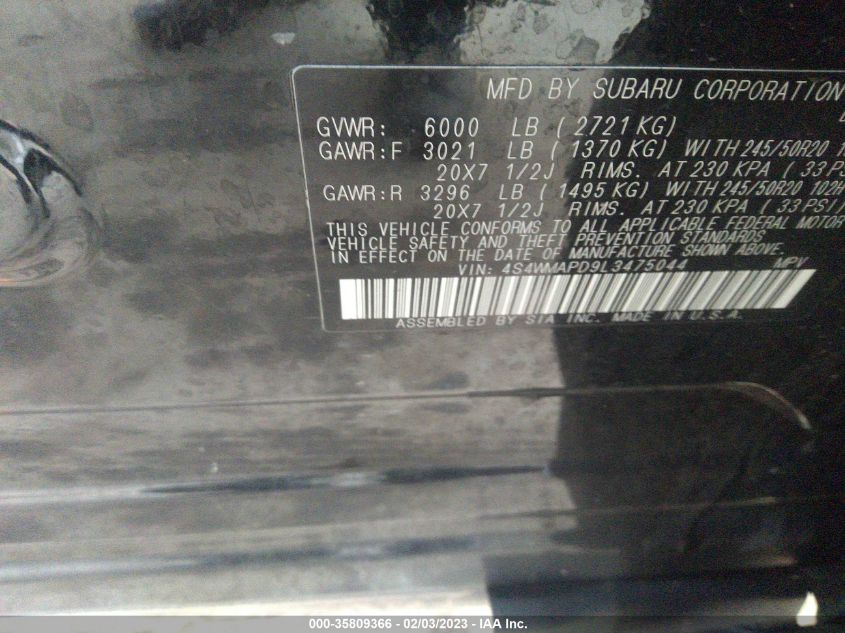 MFD BY SUBARU CORPORATION
GVWR: 6000 LB (2721 KG)
GAWR:F 3021 LB (1370 KG) WITH 245/50R20
20X7 1/2J RIMS. AT 230 KPA (33 PSI
GAWR:R 3296 LB (1495 KG) WITH 245/50R20 102H
20X7 1/2J RIMS. AT 230 KPA (33 PSI)
THIS VEHICLE CONFORMS TO ALL APPLICABLE FEDERAL MOTOR
VEHICLE SAFETY AND THEFT PREVENTION STANDARDS
IN EFFECT ON THE DATE OF MANUFACTURE SHOWN ABOVE.
VIN: 4S4WMAPD9L3475044 MPV
ASSEMBLED BY SIA INC. MADE IN U.S.A.
000-35809366 - 02/03/2023 - IAA Inc.